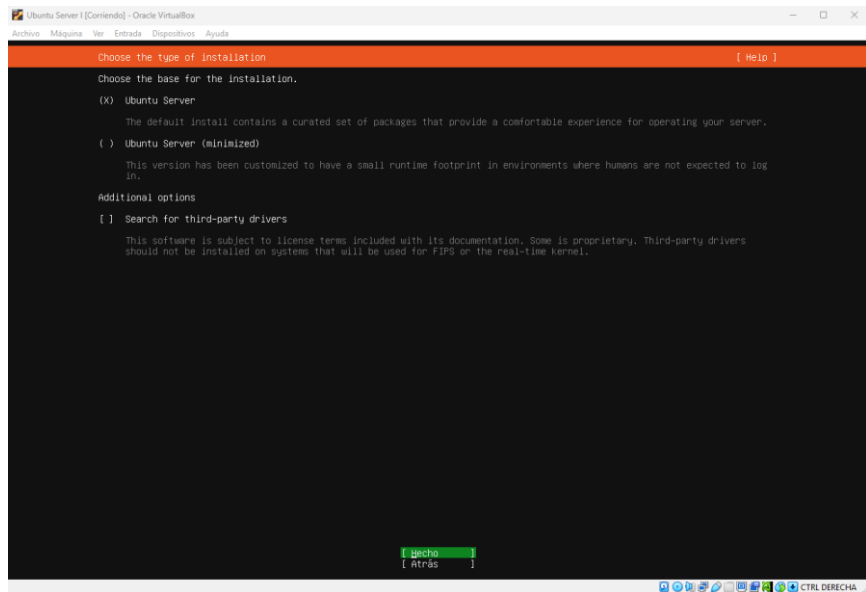 Ubuntu Server I [Corriendo] - Oracle VirtualBox
Archivo Máquina Ver Entrada Dispositivos Ayuda
Choose the type of installation [ Help ]
Choose the base for the installation.
(X) Ubuntu Server
The default install contains a curated set of packages that provide a comfortable experience for operating your server.
( ) Ubuntu Server (minimized)
This version has been customized to have a small runtime footprint in environments where humans are not expected to log
in.
Additional options
[ ] Search for third-party drivers
This software is subject to license terms included with its documentation. Some is proprietary. Third-party drivers
should not be installed on systems that will be used for FIPS or the real-time kernel.
[ Hecho ]
[ Atrás ]
CTRL DERECHA